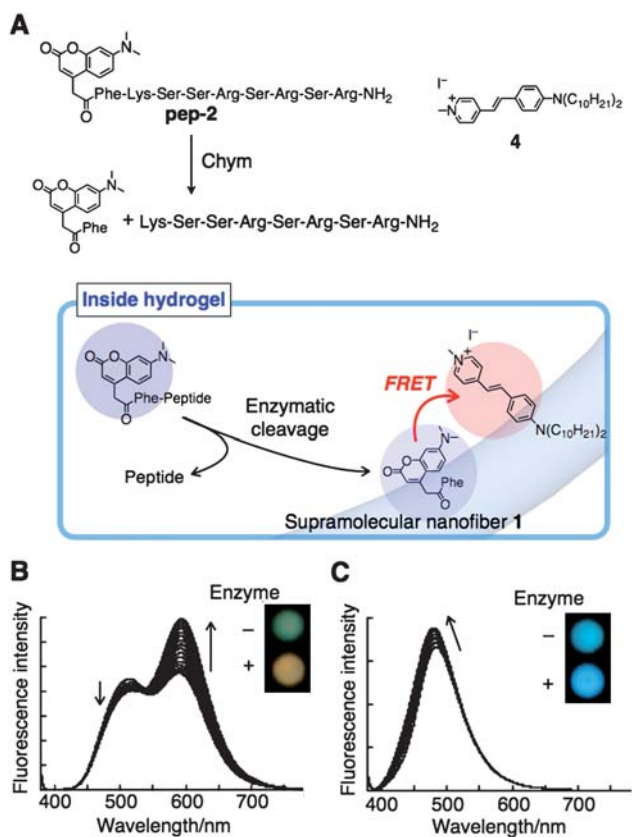 A
O O N
O
Phe-Lys-Ser-Ser-Arg-Ser-Arg-Ser-Arg-NH2
pep-2
I−
N+
N(C10H21)2
4
Chym
O O N
O
Phe
+ Lys-Ser-Ser-Arg-Ser-Arg-Ser-Arg-NH2
Inside hydrogel
O O N
O
Phe-Peptide
Enzymatic
cleavage
Peptide
FRET
I−
N+
N(C10H21)2
O O N
O
Phe
Supramolecular nanofiber 1
B
Enzyme
−
+
Fluorescence intensity
400 500 600 700
Wavelength/nm
C
Enzyme
−
+
Fluorescence intensity
400 500 600 700
Wavelength/nm